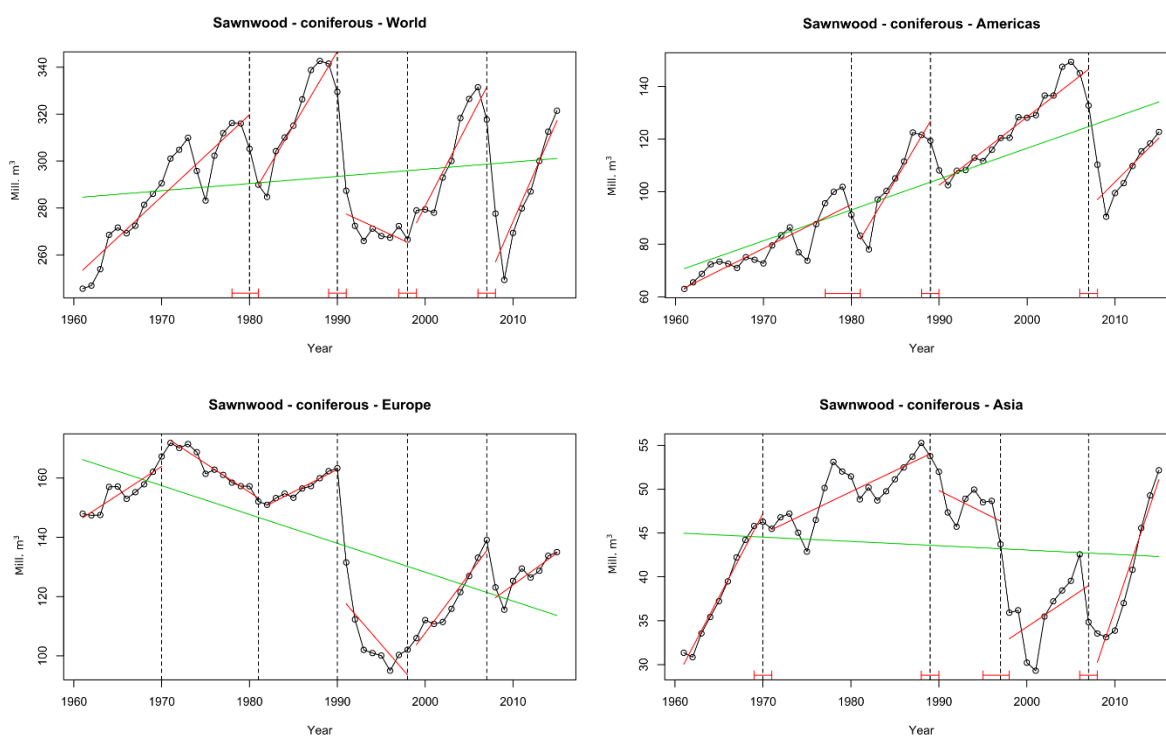 Sawnwood - coniferous - World
Mill. m³
260 280 300 320 340
1960 1970 1980 1990 2000 2010
Year
Sawnwood - coniferous - Americas
Mill. m³
60 80 100 120 140
1960 1970 1980 1990 2000 2010
Year
Sawnwood - coniferous - Europe
Mill. m³
100 120 140 160
1960 1970 1980 1990 2000 2010
Year
Sawnwood - coniferous - Asia
Mill. m³
30 35 40 45 50 55
1960 1970 1980 1990 2000 2010
Year